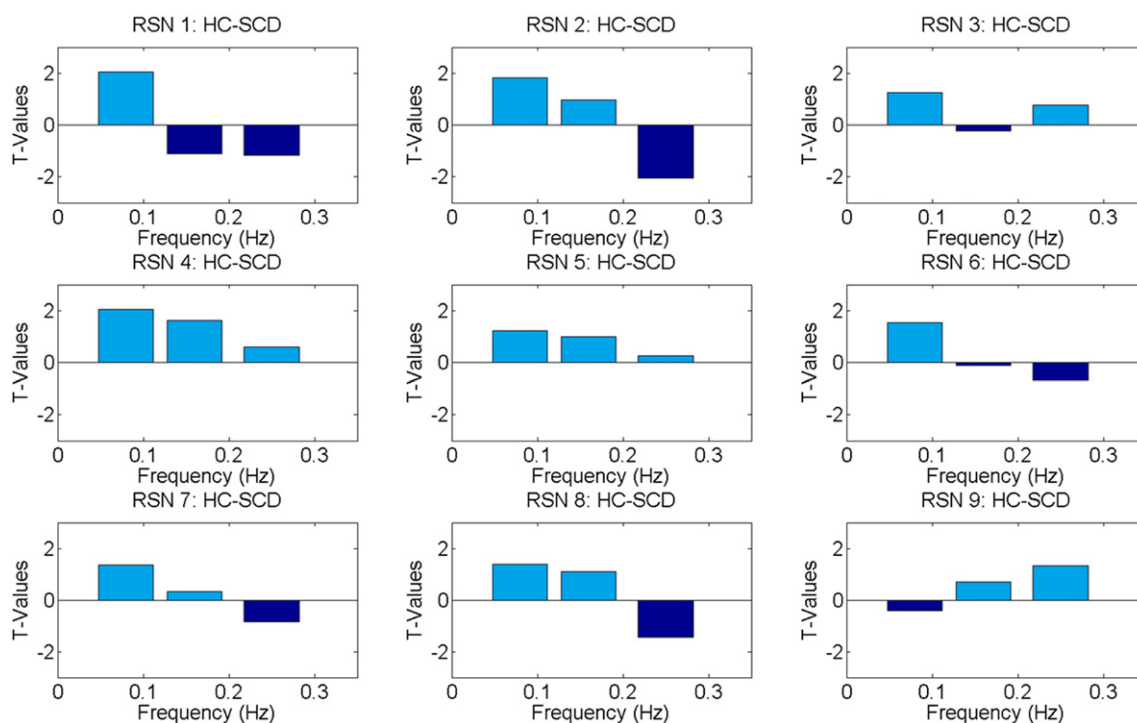 RSN 1: HC-SCD
T-Values
2
0
-2
0 0.1 0.2 0.3
Frequency (Hz)
RSN 2: HC-SCD
T-Values
2
0
-2
0 0.1 0.2 0.3
Frequency (Hz)
RSN 3: HC-SCD
T-Values
2
0
-2
0 0.1 0.2 0.3
Frequency (Hz)
RSN 4: HC-SCD
T-Values
2
0
-2
0 0.1 0.2 0.3
Frequency (Hz)
RSN 5: HC-SCD
T-Values
2
0
-2
0 0.1 0.2 0.3
Frequency (Hz)
RSN 6: HC-SCD
T-Values
2
0
-2
0 0.1 0.2 0.3
Frequency (Hz)
RSN 7: HC-SCD
T-Values
2
0
-2
0 0.1 0.2 0.3
Frequency (Hz)
RSN 8: HC-SCD
T-Values
2
0
-2
0 0.1 0.2 0.3
Frequency (Hz)
RSN 9: HC-SCD
T-Values
2
0
-2
0 0.1 0.2 0.3
Frequency (Hz)